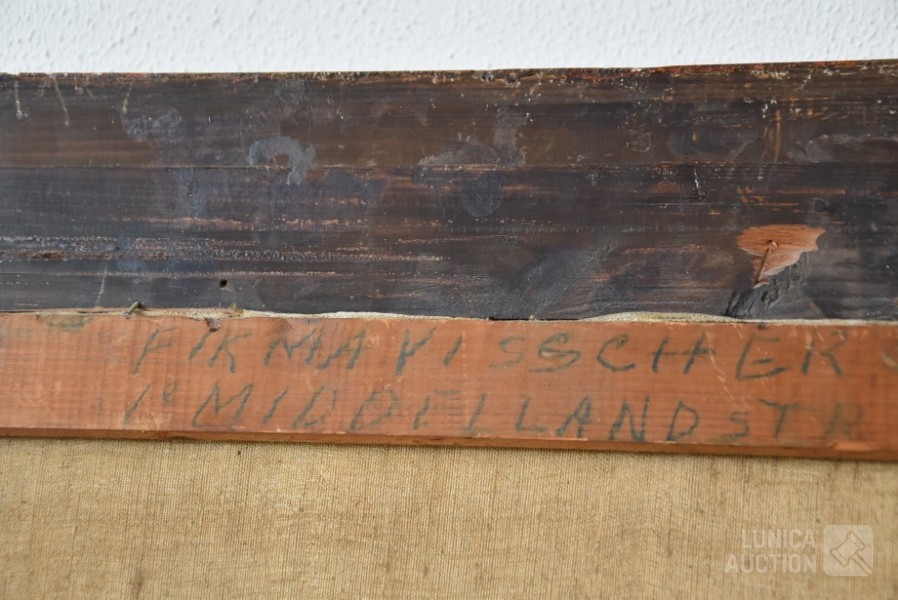 FIRMA VISSCHER
1e MIDDELLANDSTR
LUNICA
AUCTION